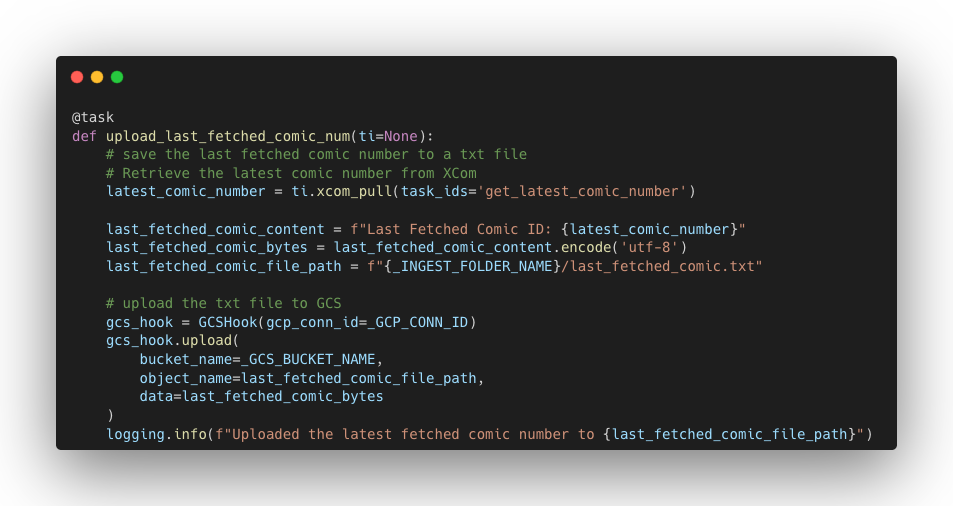 @task
def upload_last_fetched_comic_num(ti=None):
    # save the last fetched comic number to a txt file
    # Retrieve the latest comic number from XCom
    latest_comic_number = ti.xcom_pull(task_ids='get_latest_comic_number')
    last_fetched_comic_content = f"Last Fetched Comic ID: {latest_comic_number}"
    last_fetched_comic_bytes = last_fetched_comic_content.encode('utf-8')
    last_fetched_comic_file_path = f"{_INGEST_FOLDER_NAME}/last_fetched_comic.txt"
    # upload the txt file to GCS
    gcs_hook = GCSHook(gcp_conn_id=_GCP_CONN_ID)
    gcs_hook.upload(
        bucket_name=_GCS_BUCKET_NAME,
        object_name=last_fetched_comic_file_path,
        data=last_fetched_comic_bytes
    )
    logging.info(f"Uploaded the latest fetched comic number to {last_fetched_comic_file_path}")